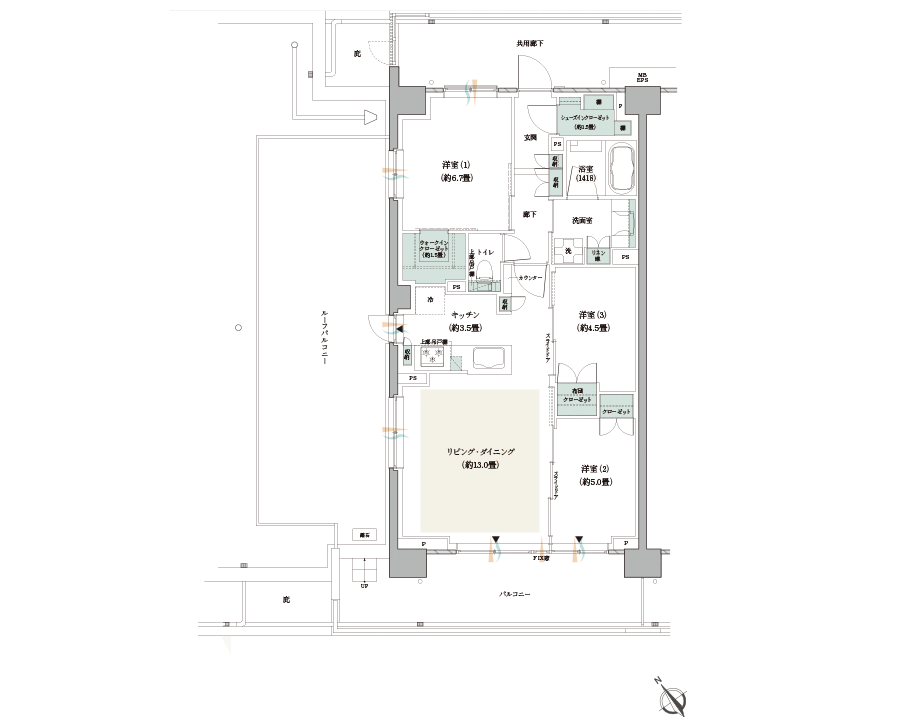 共用廊下
庇
MB
EPS
棚
P
シューズインクローゼット
(約0.5畳)
棚
玄関
PS
収納
洋室(1)
(約6.7畳)
浴室
(1418)
収納
廊下
洗面室
ウォークイン
クローゼット
(約1.5畳)
トイレ
上部吊戸棚
洗
リネン庫
PS
カウンター
PS
冷
収納
キッチン
(約3.5畳)
洋室(3)
(約4.5畳)
ルーフバルコニー
スライドドア
上部吊戸棚
収納
PS
布団
クローゼット
クローゼット
リビング・ダイニング
(約13.0畳)
洋室(2)
(約5.0畳)
スライドドア
P
P
FIX窓
UP
庇
バルコニー
N